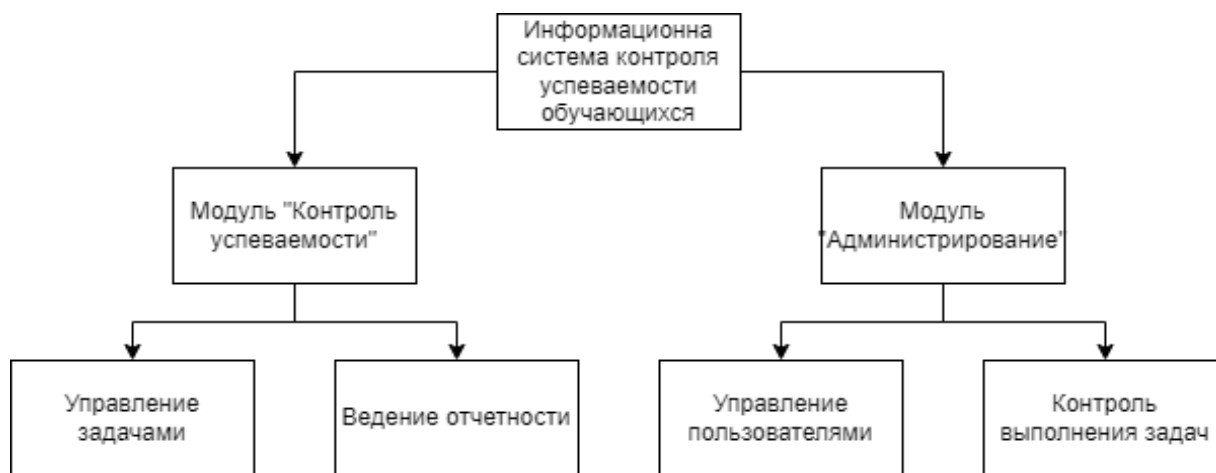 Информационна
система контроля
успеваемости
обучающихся
Модуль "Контроль
успеваемости"
Модуль
"Администрирование"
Управление
задачами
Ведение отчетности
Управление
пользователями
Контроль
выполнения задач